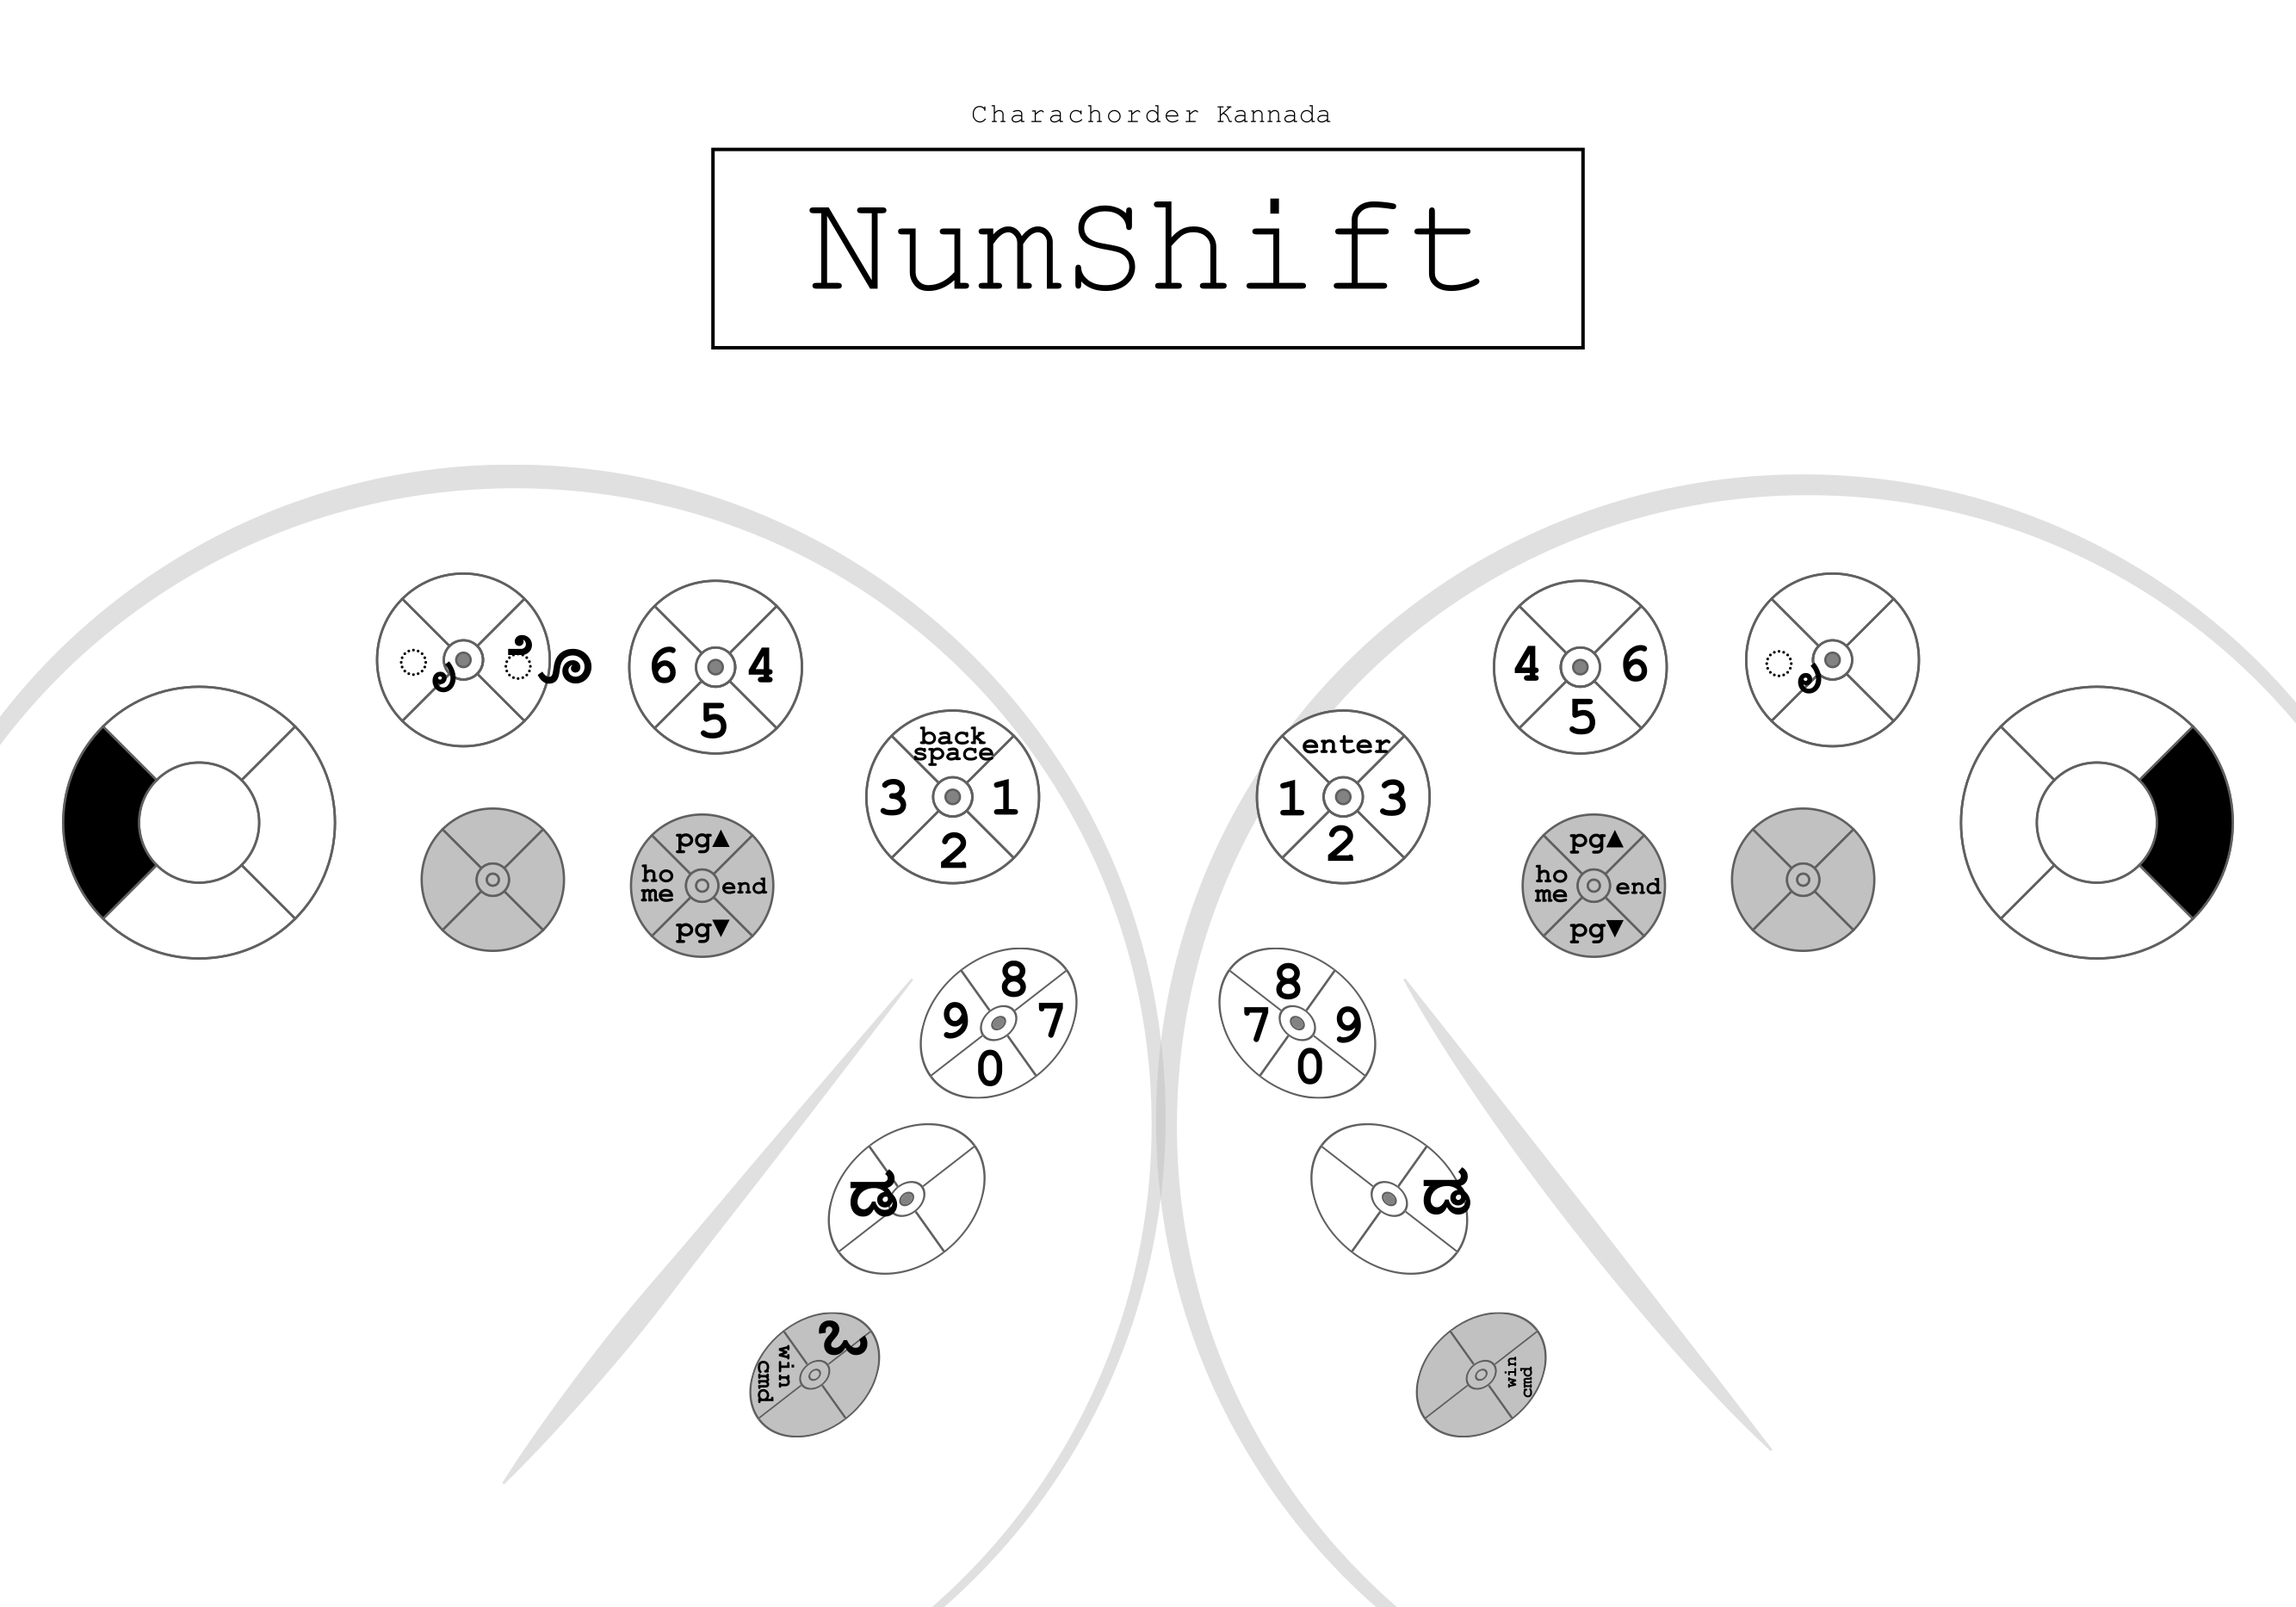 Charachorder Kannada
NumShift
6 4
5
4 6
5
back
space
3 1
2
enter
1 3
2
pg▲
ho
me
end
pg▼
pg▲
ho
me
end
pg▼
8
9 7
0
8
7 9
0
win
cmd
win
cmd